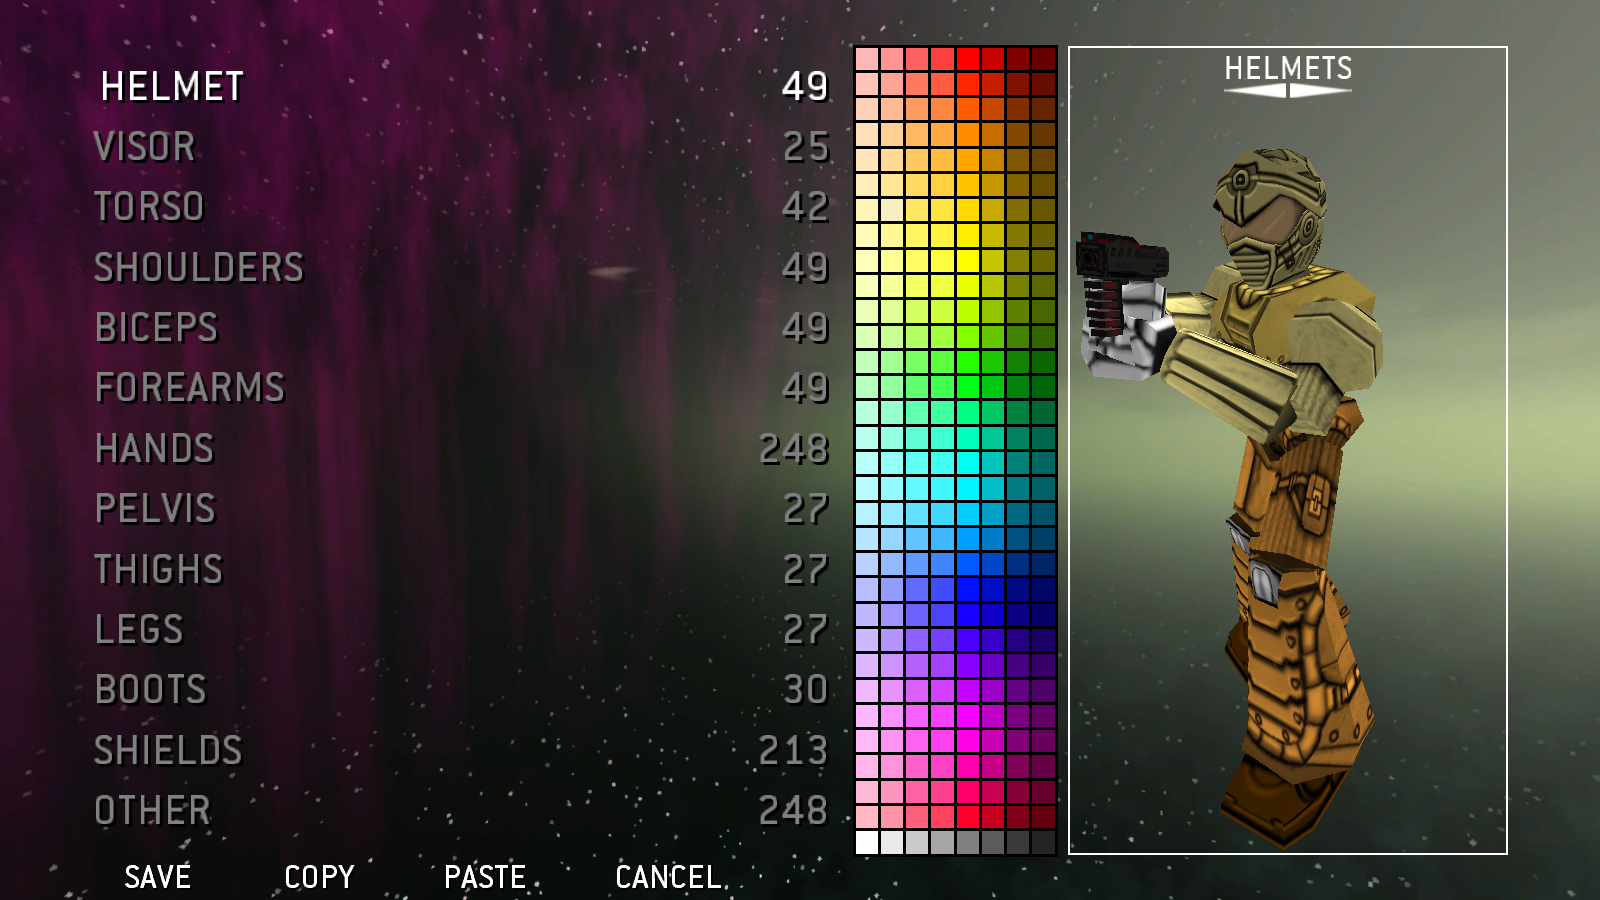 HELMET 49
VISOR 25
TORSO 42
SHOULDERS 49
BICEPS 49
FOREARMS 49
HANDS 248
PELVIS 27
THIGHS 27
LEGS 27
BOOTS 30
SHIELDS 213
OTHER 248
SAVE COPY PASTE CANCEL
HELMETS